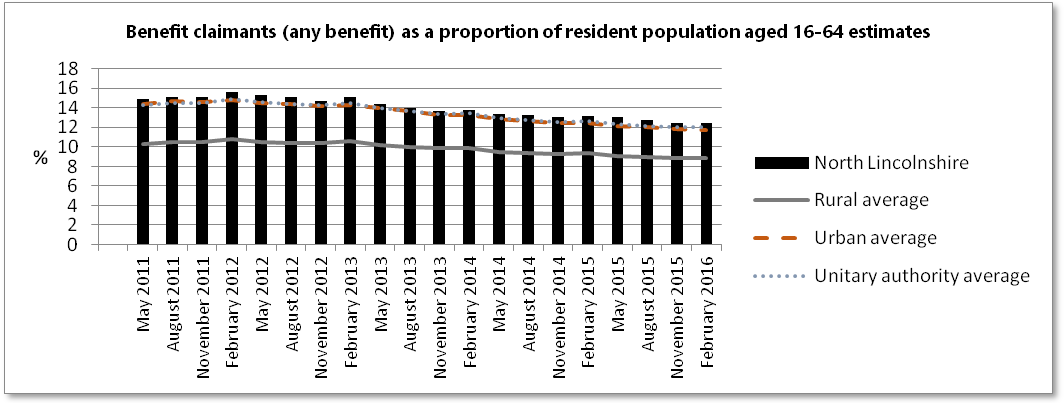 Benefit claimants (any benefit) as a proportion of resident population aged 16-64 estimates
18
16
14
12
10
8
6
4
2
0
%
May 2011
August 2011
November 2011
February 2012
May 2012
August 2012
November 2012
February 2013
May 2013
August 2013
November 2013
February 2014
May 2014
August 2014
November 2014
February 2015
May 2015
August 2015
November 2015
February 2016
North Lincolnshire
Rural average
Urban average
Unitary authority average